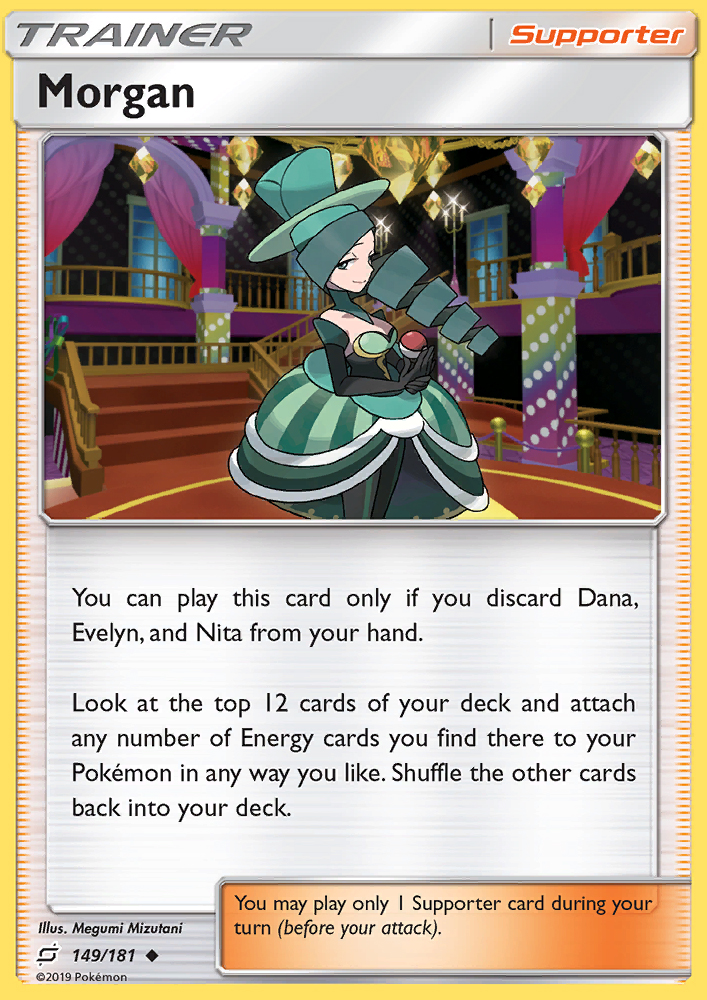 TRAINER
Supporter
Morgan
You can play this card only if you discard Dana,
Evelyn, and Nita from your hand.
Look at the top 12 cards of your deck and attach
any number of Energy cards you find there to your
Pokémon in any way you like. Shuffle the other cards
back into your deck.
You may play only 1 Supporter card during your
turn (before your attack).
Illus. Megumi Mizutani
149/181
©2019 Pokémon